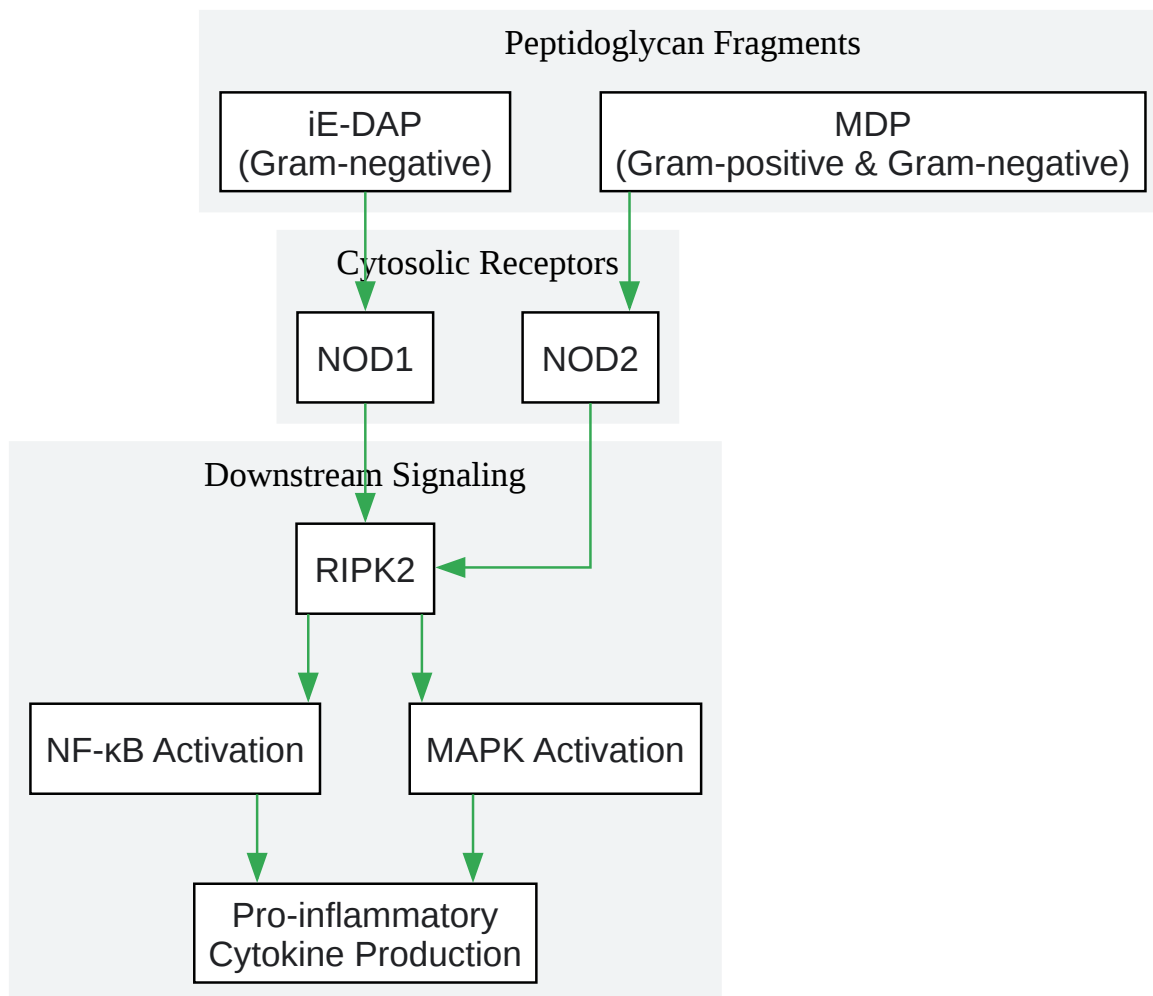 Peptidoglycan Fragments
iE-DAP
(Gram-negative)
MDP
(Gram-positive & Gram-negative)
Cytosolic Receptors
NOD1
NOD2
Downstream Signaling
RIPK2
NF-κB Activation
MAPK Activation
Pro-inflammatory
Cytokine Production